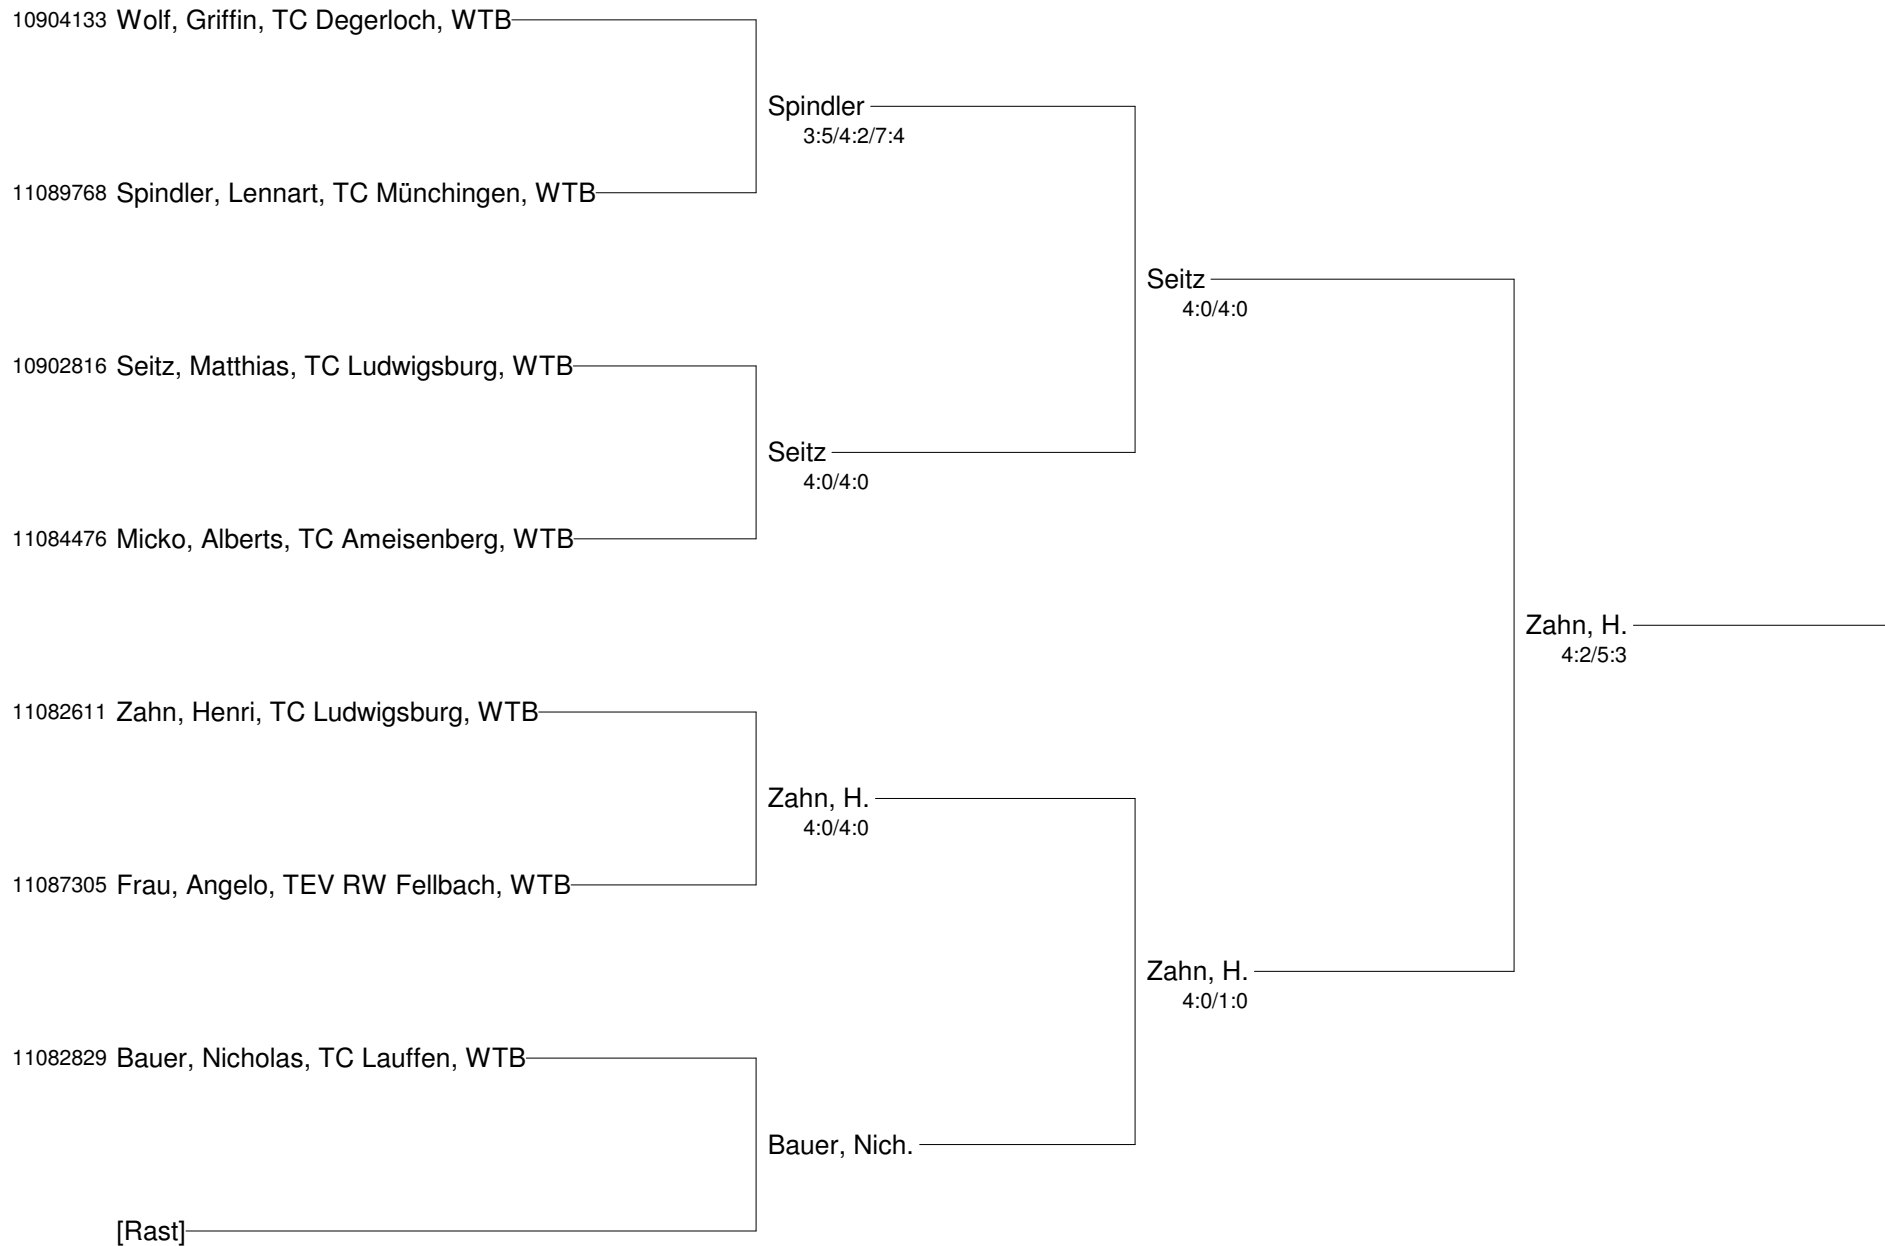 10904133 Wolf, Griffin, TC Degerloch, WTB
Spindler
3:5/4:2/7:4
11089768 Spindler, Lennart, TC Münchingen, WTB
Seitz
4:0/4:0
10902816 Seitz, Matthias, TC Ludwigsburg, WTB
Seitz
4:0/4:0
11084476 Micko, Alberts, TC Ameisenberg, WTB
Zahn, H.
4:2/5:3
11082611 Zahn, Henri, TC Ludwigsburg, WTB
Zahn, H.
4:0/4:0
11087305 Frau, Angelo, TEV RW Fellbach, WTB
Zahn, H.
4:0/1:0
11082829 Bauer, Nicholas, TC Lauffen, WTB
Bauer, Nich.
[Rast]